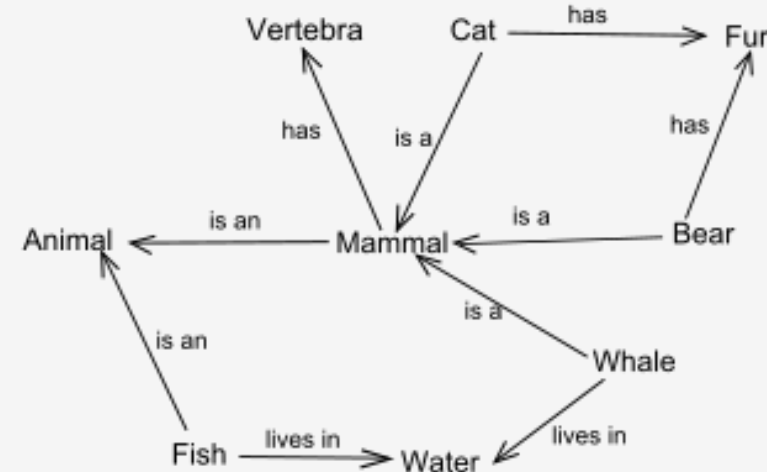 has
Vertebra
Cat
Fur
has
is a
has
is an
is a
Animal
Mammal
Bear
is a
is an
Whale
lives in
lives in
Fish
Water